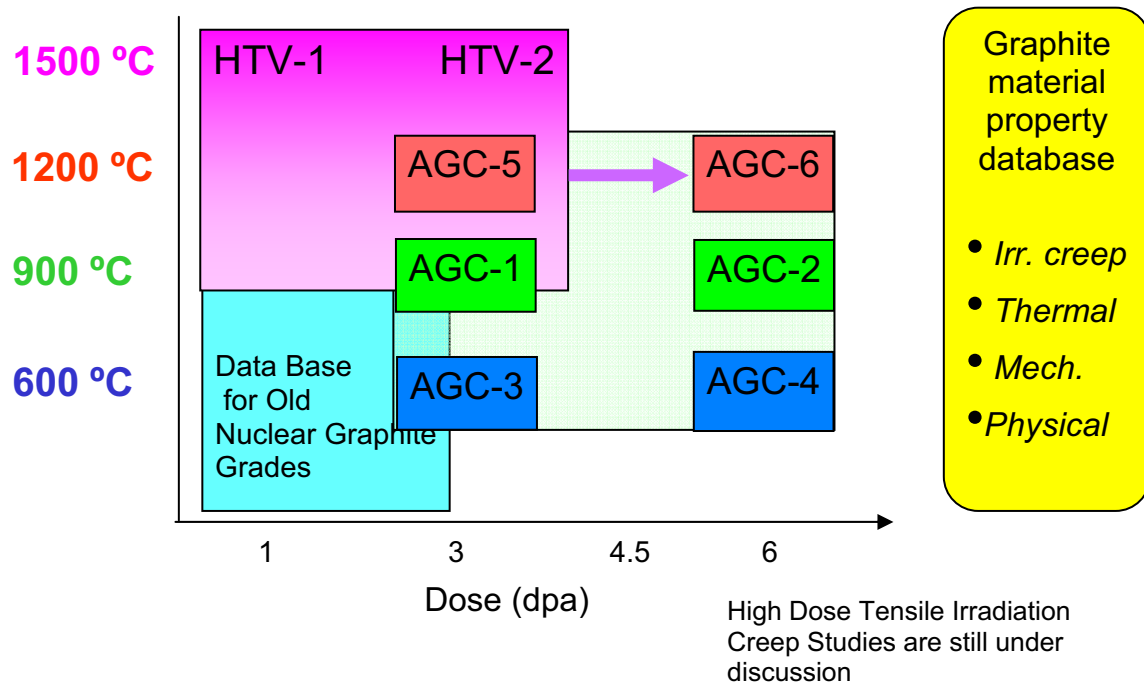 1500 ºC
HTV-1 HTV-2
1200 ºC
AGC-5 AGC-6
900 ºC
AGC-1 AGC-2
600 ºC
Data Base
for Old
Nuclear Graphite
Grades
AGC-3 AGC-4
1 3 4.5 6
Dose (dpa)
High Dose Tensile Irradiation
Creep Studies are still under
discussion
Graphite
material
property
database
• Irr. creep
• Thermal
• Mech.
• Physical